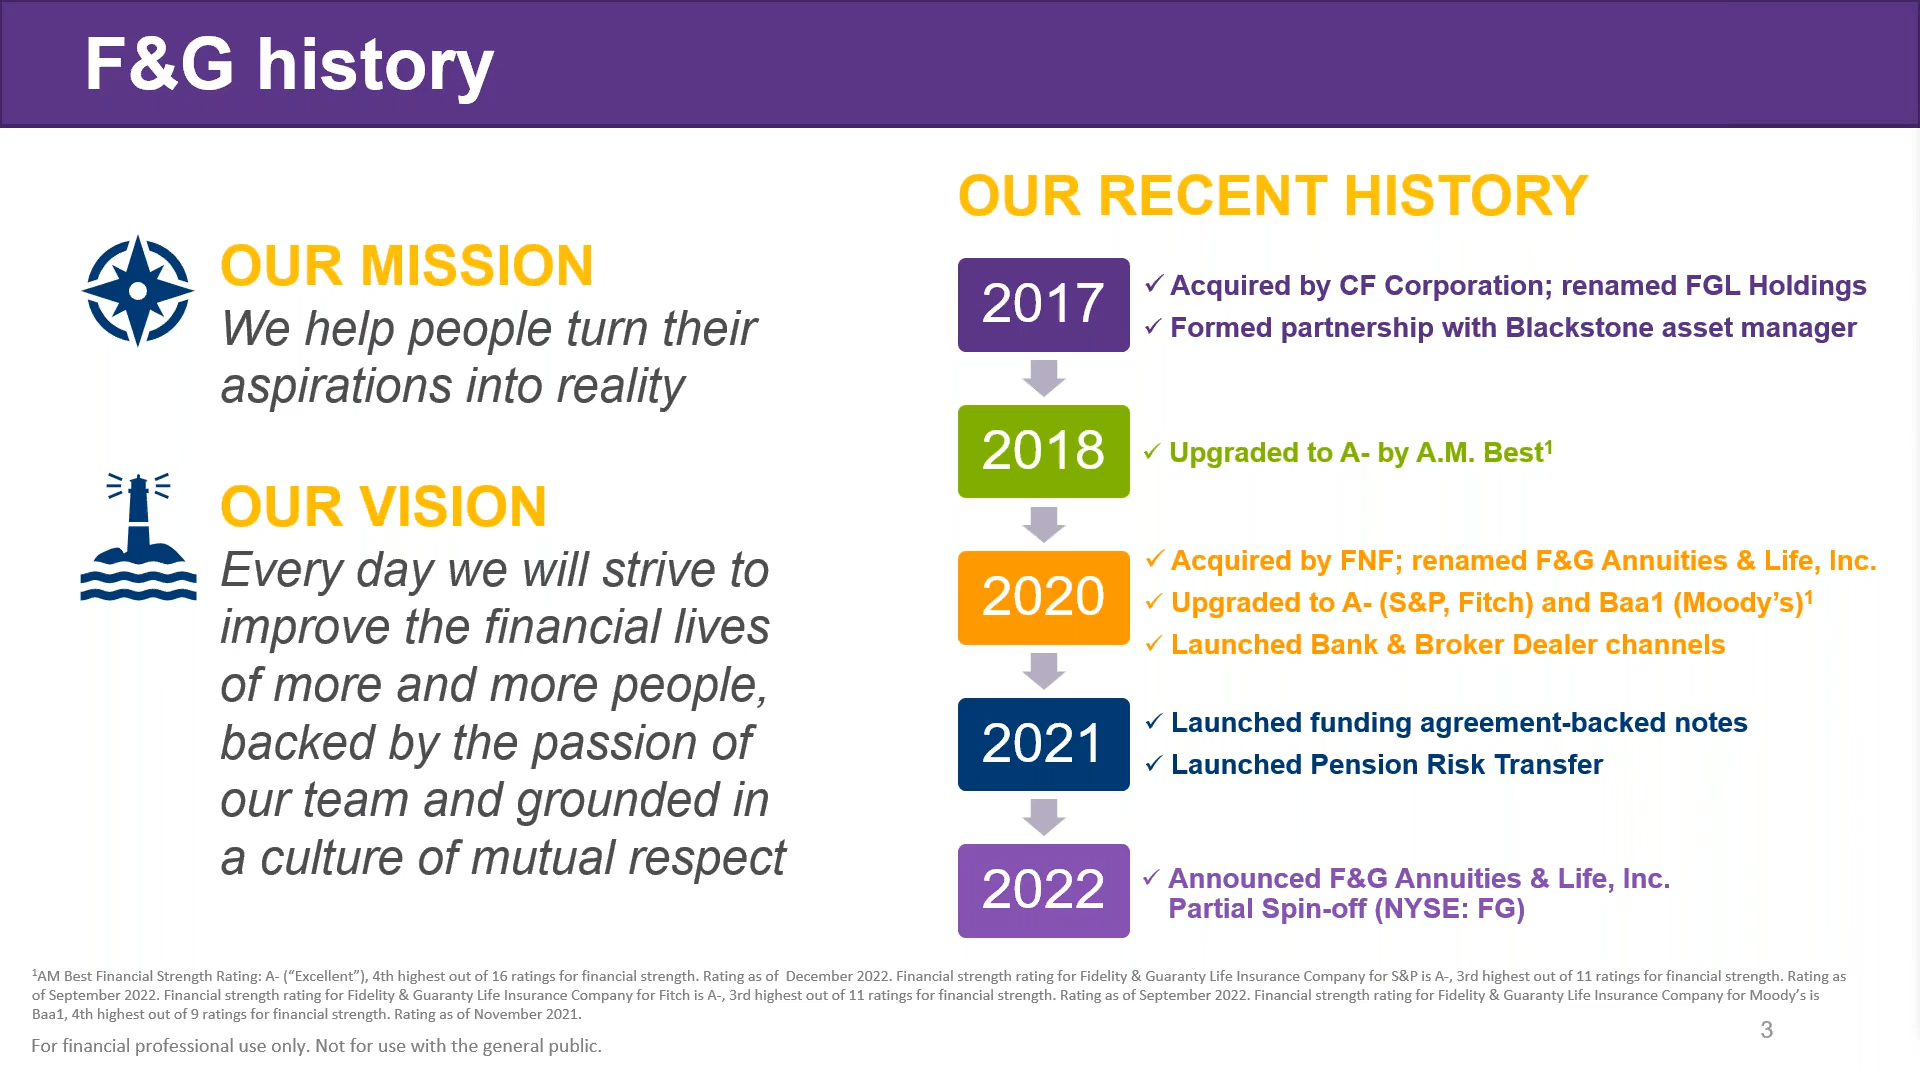 F&G history
OUR MISSION
We help people turn their
aspirations into reality
OUR VISION
Every day we will strive to
improve the financial lives
of more and more people,
backed by the passion of
our team and grounded in
a culture of mutual respect
OUR RECENT HISTORY
2017
✓ Acquired by CF Corporation; renamed FGL Holdings
✓ Formed partnership with Blackstone asset manager
2018
✓ Upgraded to A- by A.M. Best¹
2020
✓ Acquired by FNF; renamed F&G Annuities & Life, Inc.
✓ Upgraded to A- (S&P, Fitch) and Baa1 (Moody’s)¹
✓ Launched Bank & Broker Dealer channels
2021
✓ Launched funding agreement-backed notes
✓ Launched Pension Risk Transfer
2022
✓ Announced F&G Annuities & Life, Inc.
Partial Spin-off (NYSE: FG)
¹AM Best Financial Strength Rating: A- (“Excellent”), 4th highest out of 16 ratings for financial strength. Rating as of December 2022. Financial strength rating for Fidelity & Guaranty Life Insurance Company for S&P is A-, 3rd highest out of 11 ratings for financial strength. Rating as
of September 2022. Financial strength rating for Fidelity & Guaranty Life Insurance Company for Fitch is A-, 3rd highest out of 11 ratings for financial strength. Rating as of September 2022. Financial strength rating for Fidelity & Guaranty Life Insurance Company for Moody’s is
Baa1, 4th highest out of 9 ratings for financial strength. Rating as of November 2021.
3
For financial professional use only. Not for use with the general public.